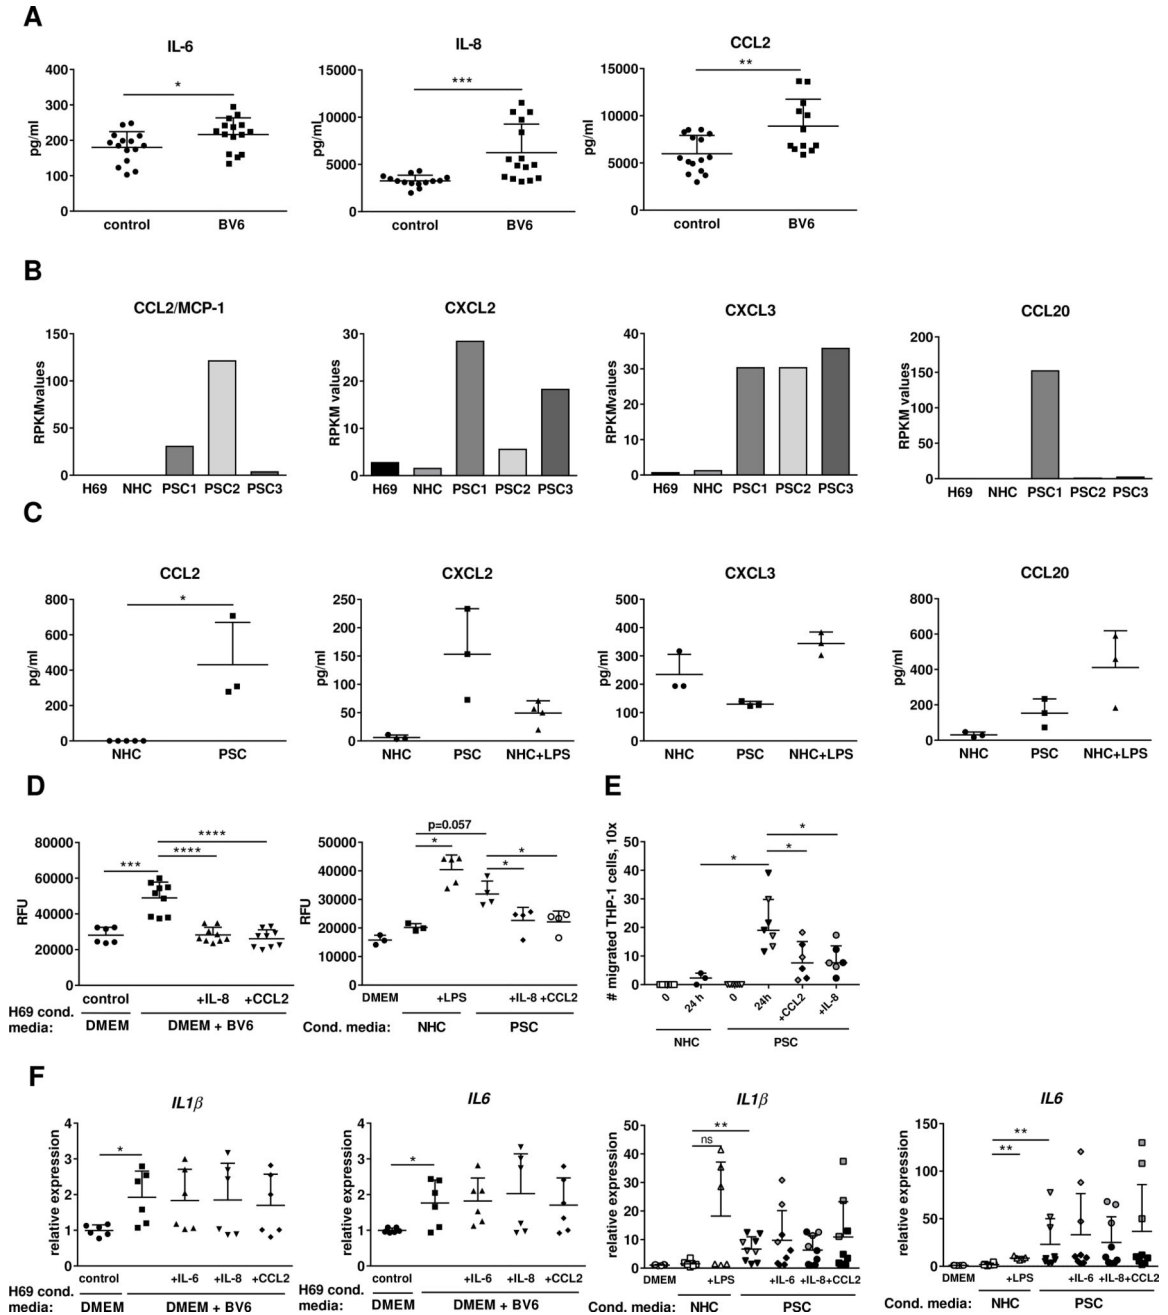 A
IL-6
IL-8
CCL2
*
***
**
pg/ml
400
300
200
100
0
control
BV6
pg/ml
15000
10000
5000
0
control
BV6
pg/ml
15000
10000
5000
0
control
BV6
B
CCL2/MCP-1
CXCL2
CXCL3
CCL20
RPKMvalues
150
100
50
0
H69 NHC PSC1 PSC2 PSC3
RPKM values
30
20
10
0
H69 NHC PSC1 PSC2 PSC3
RPKMvalues
40
30
20
10
0
H69 NHC PSC1 PSC2 PSC3
RPKM values
200
150
100
50
0
H69 NHC PSC1 PSC2 PSC3
C
CCL2
CXCL2
CXCL3
CCL20
*
pg/ml
800
600
400
200
0
NHC PSC
pg/ml
250
200
150
100
50
0
NHC PSC NHC+LPS
pg/ml
500
400
300
200
100
0
NHC PSC NHC+LPS
pg/ml
800
600
400
200
0
NHC PSC NHC+LPS
D
RFU
80000
60000
40000
20000
0
***
****
****
control +IL-8 +CCL2
H69 cond.
media: DMEM DMEM + BV6
RFU
50000
40000
30000
20000
10000
0
p=0.057
*
*
*
DMEM +LPS +IL-8 +CCL2
Cond. media: NHC PSC
E
# migrated THP-1 cells, 10x
50
40
30
20
10
0
*
*
*
0 24 h 0 24h +CCL2 +IL-8
NHC PSC
F
IL1β
IL6
IL1β
IL6
relative expression
4
3
2
1
0
*
control +IL-6 +IL-8 +CCL2
H69 cond.
media: DMEM DMEM + BV6
relative expression
4
3
2
1
0
*
control +IL-6 +IL-8 +CCL2
H69 cond.
media: DMEM DMEM + BV6
relative expression
50
40
30
20
10
0
**
ns
DMEM +LPS +IL-6 +IL-8+CCL2
Cond. media: NHC PSC
relative expression
150
100
50
0
**
**
DMEM +LPS +IL-6 +IL-8+CCL2
Cond. media: NHC PSC